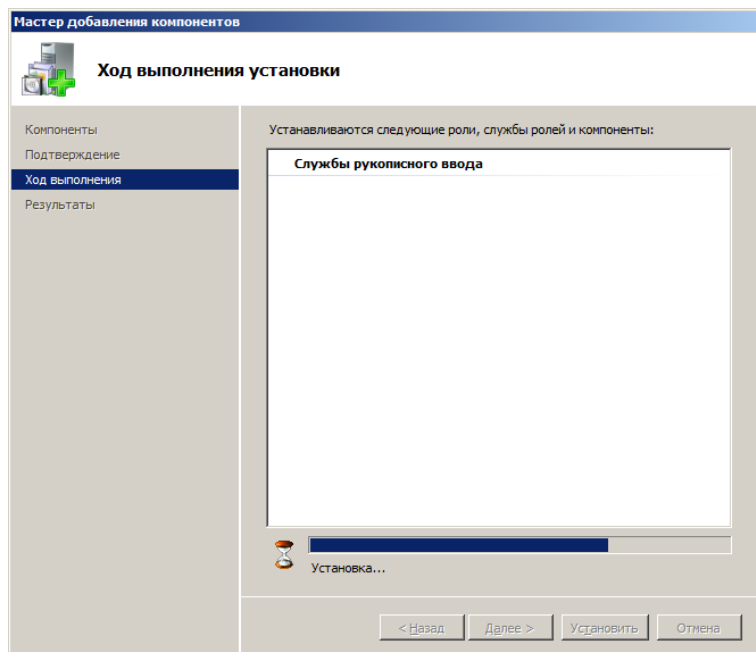 Мастер добавления компонентов
Ход выполнения установки
Компоненты
Подтверждение
Ход выполнения
Результаты
Устанавливаются следующие роли, службы ролей и компоненты:
Службы рукописного ввода
Установка...
< Назад
Далее >
Установить
Отмена